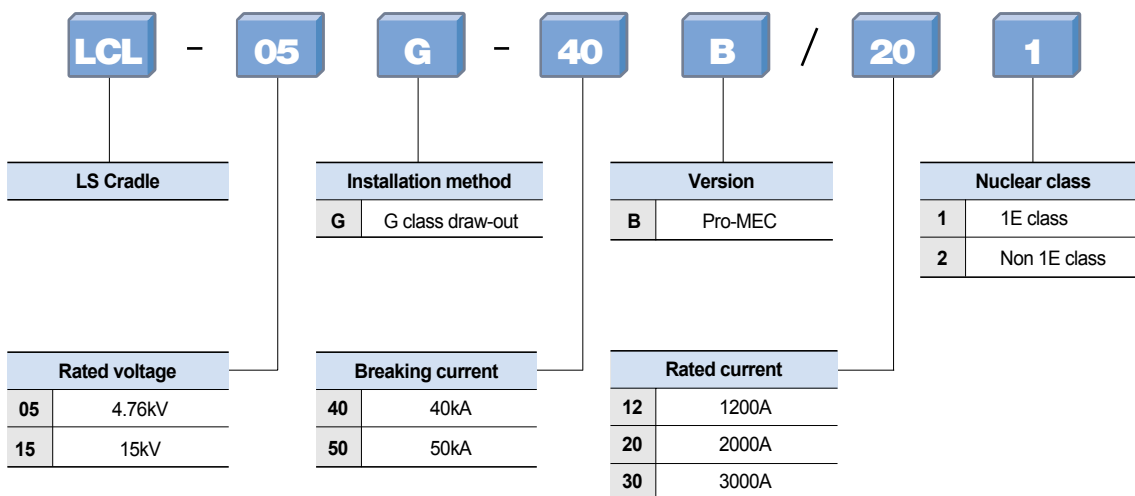 LCL - 05 G - 40 B / 20 1
LS Cradle
Installation method
G G class draw-out
Version
B Pro-MEC
Nuclear class
1 1E class
2 Non 1E class
Rated voltage
05 4.76kV
15 15kV
Breaking current
40 40kA
50 50kA
Rated current
12 1200A
20 2000A
30 3000A